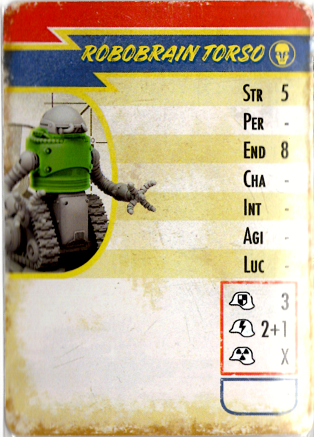 ROBOBRAIN TORSO
STR 5
PER -
END 8
CHA -
INT -
AGI -
LUC -
3
2+1
X